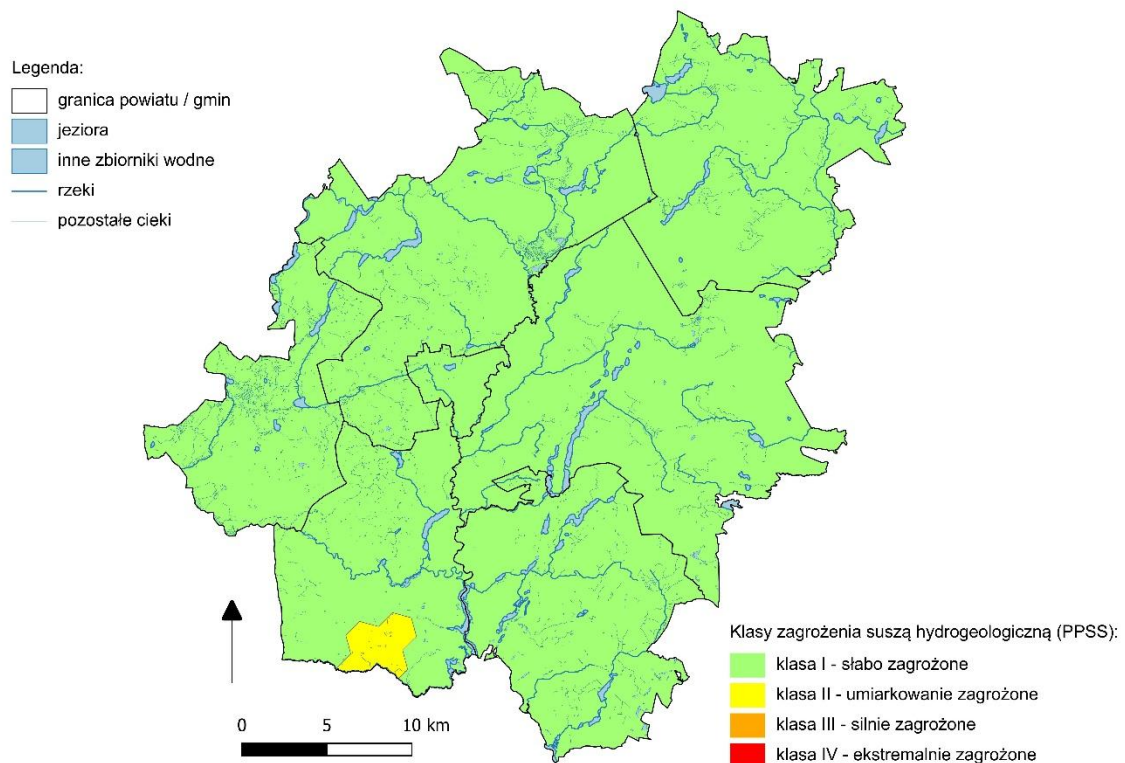 Legenda:
granica powiatu / gmin
jeziora
inne zbiorniki wodne
rzeki
pozostałe cieki
0 5 10 km
Klasy zagrożenia suszą hydrogeologiczną (PPSS):
klasa I - słabo zagrożone
klasa II - umiarkowanie zagrożone
klasa III - silnie zagrożone
klasa IV - ekstremalnie zagrożone